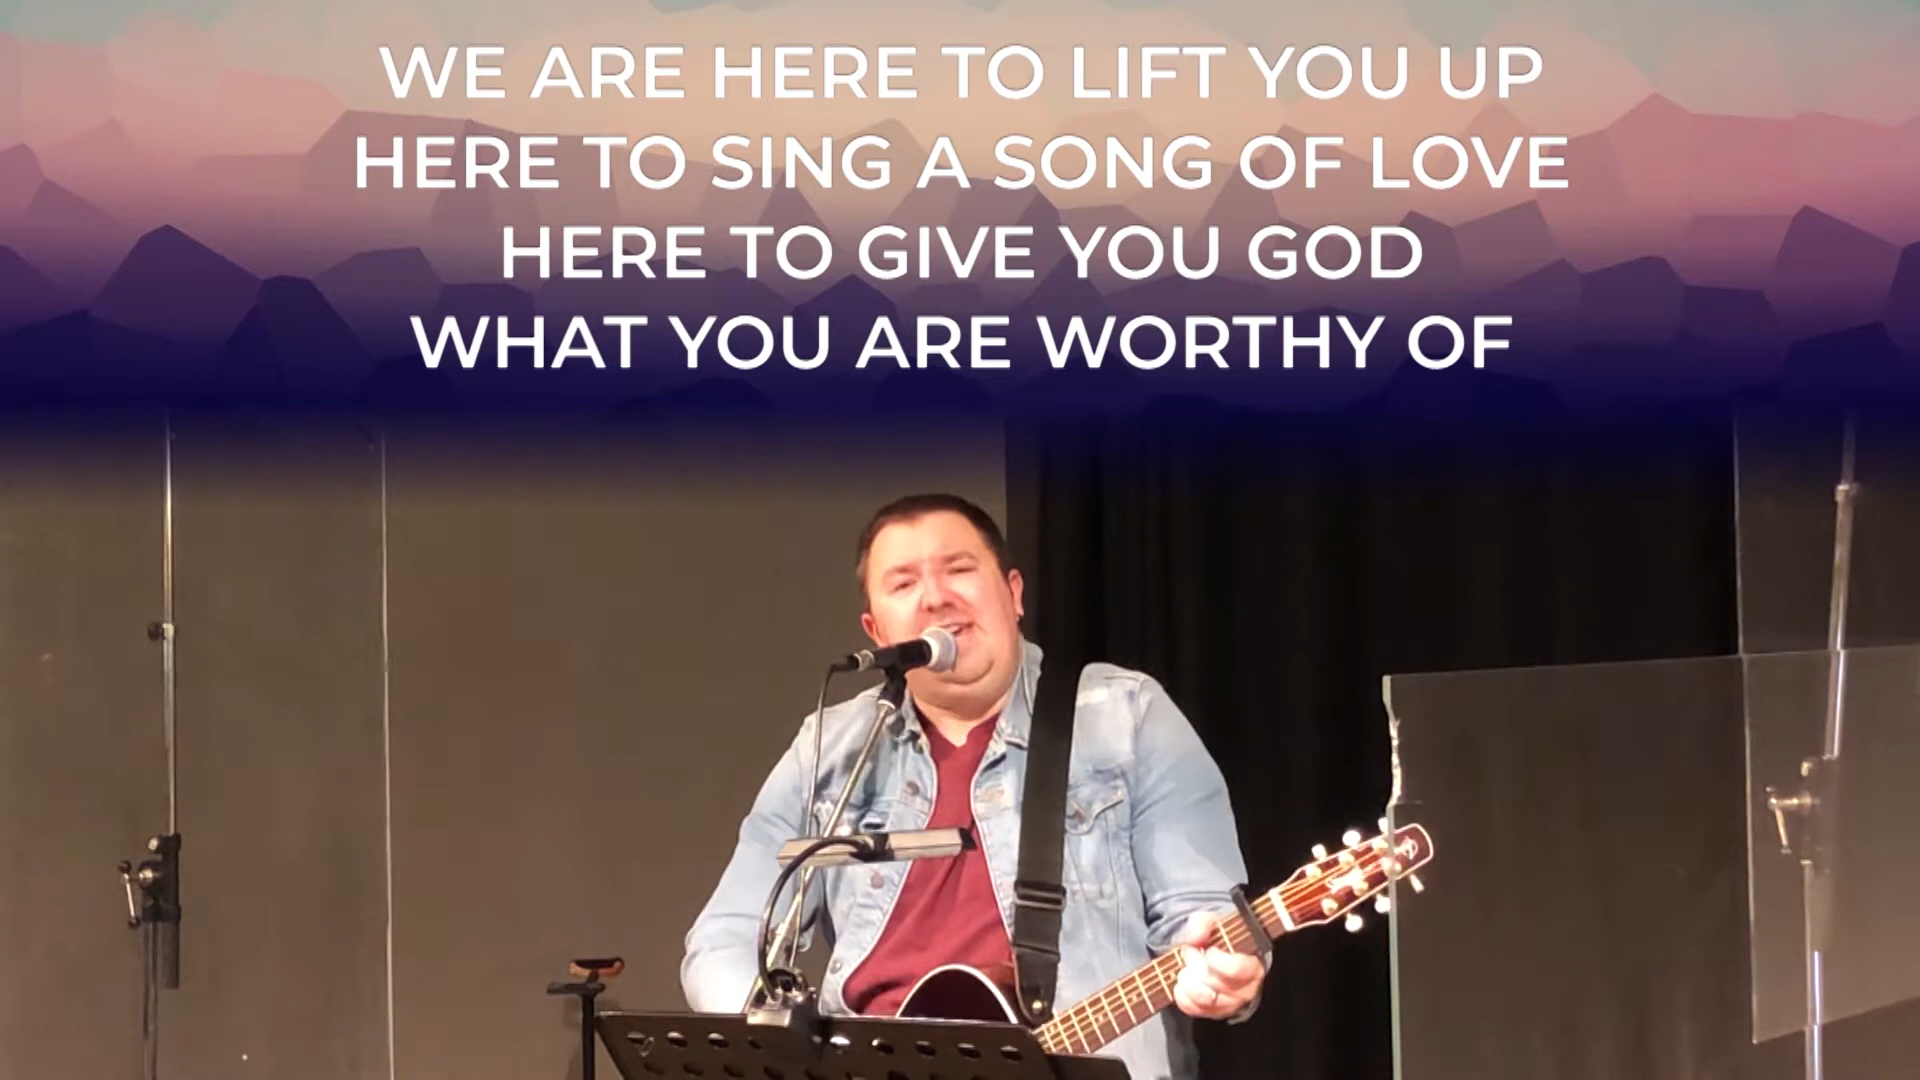 WE ARE HERE TO LIFT YOU UP
HERE TO SING A SONG OF LOVE
HERE TO GIVE YOU GOD
WHAT YOU ARE WORTHY OF